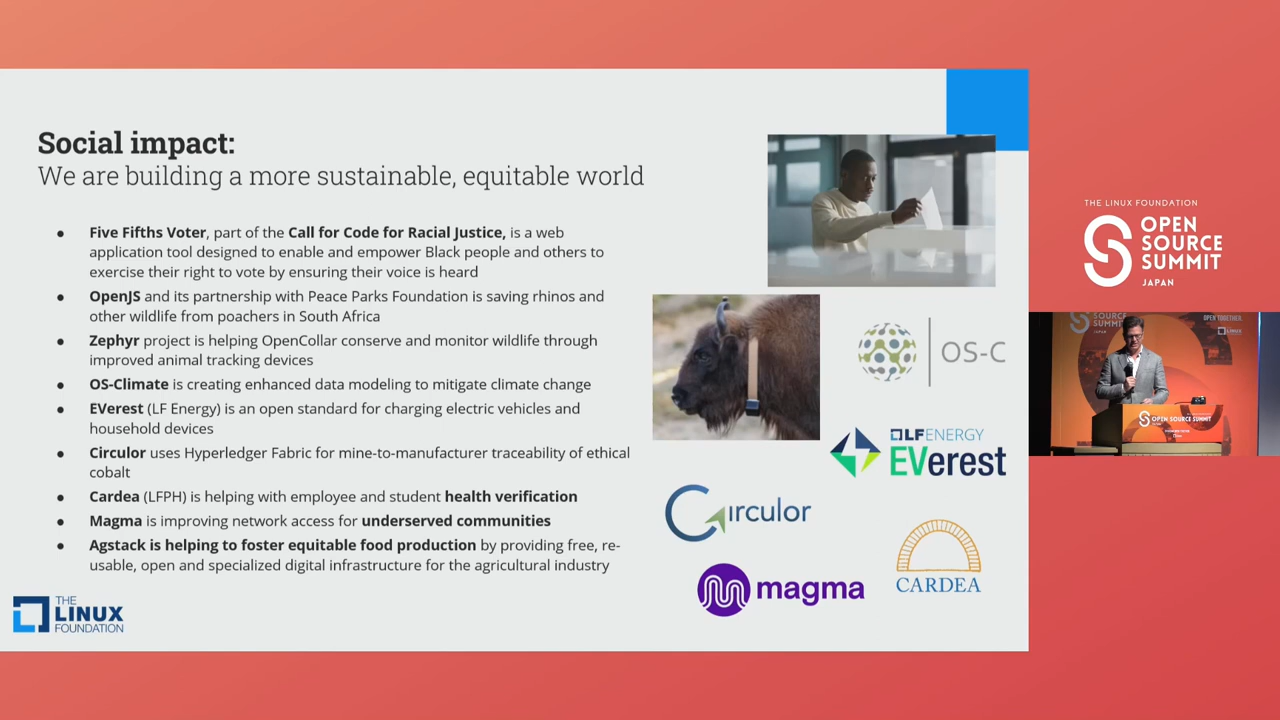 Social impact:
We are building a more sustainable, equitable world
● Five Fifths Voter, part of the Call for Code for Racial Justice, is a web
application tool designed to enable and empower Black people and others to
exercise their right to vote by ensuring their voice is heard
● OpenJS and its partnership with Peace Parks Foundation is saving rhinos and
other wildlife from poachers in South Africa
● Zephyr project is helping OpenCollar conserve and monitor wildlife through
improved animal tracking devices
● OS-Climate is creating enhanced data modeling to mitigate climate change
● EVerest (LF Energy) is an open standard for charging electric vehicles and
household devices
● Circulor uses Hyperledger Fabric for mine-to-manufacturer traceability of ethical
cobalt
● Cardea (LFPH) is helping with employee and student health verification
● Magma is improving network access for underserved communities
● Agstack is helping to foster equitable food production by providing free, re-
usable, open and specialized digital infrastructure for the agricultural industry
OS-C
LFENERGY
EVerest
Circulor
magma
CARDEA
THE
LINUX
FOUNDATION
THE LINUX FOUNDATION
OPEN
SOURCE
SUMMIT
JAPAN
SOURCE
SUMMIT
OPEN TOGETHER.
LINUX
OPEN SOURCE SUMMIT